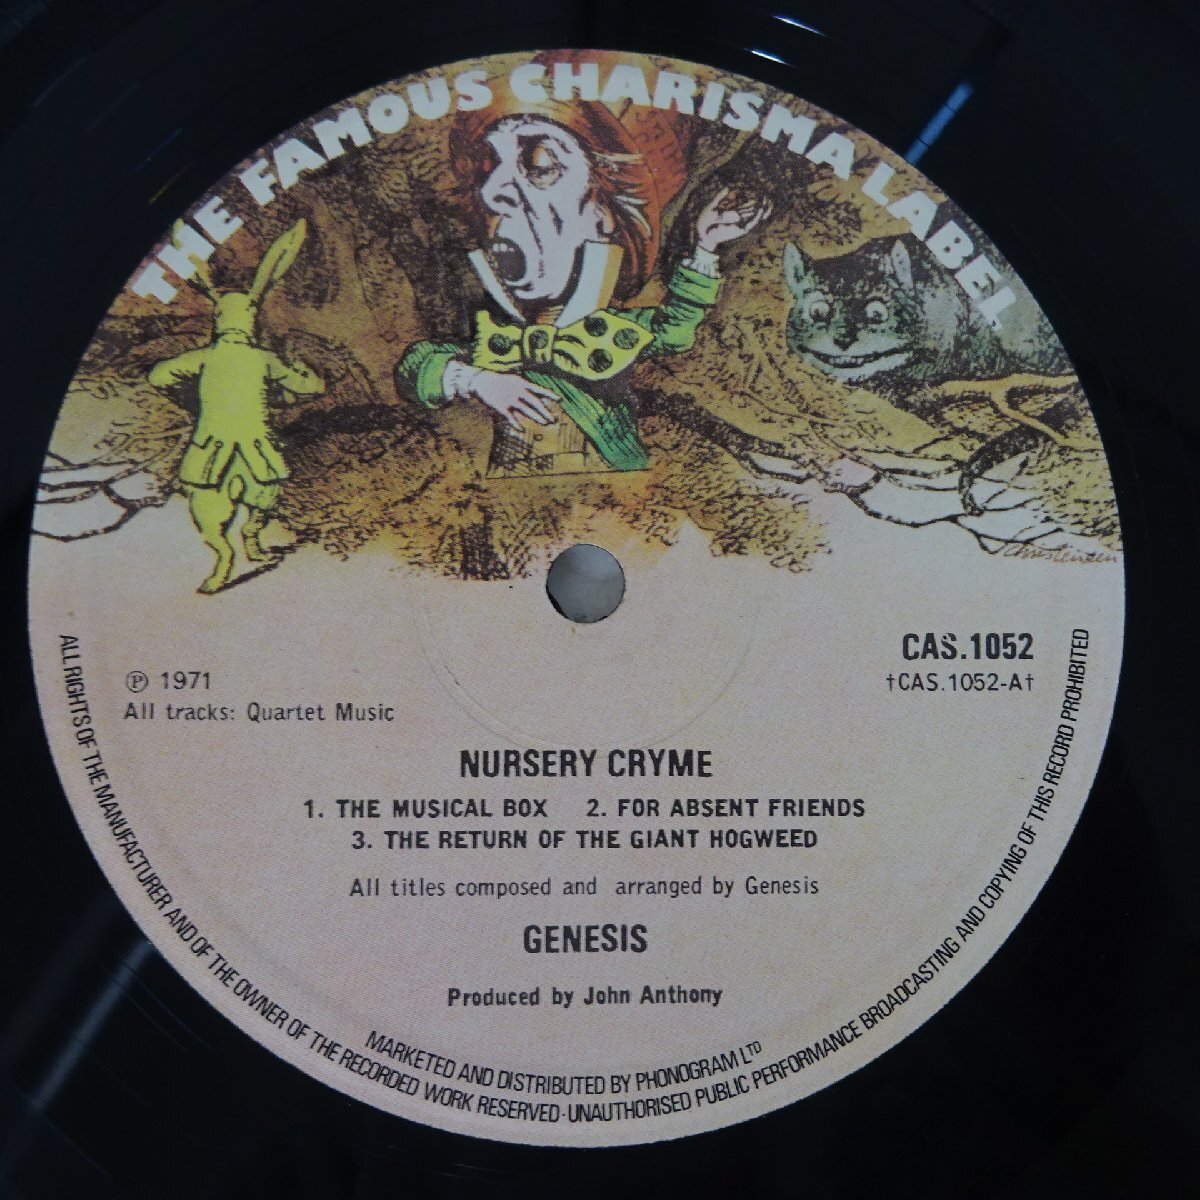 THE FAMOUS CHARISMA LABEL
Christensen
CAS.1052
℗ 1971
†CAS.1052-A†
All tracks: Quartet Music
NURSERY CRYME
1. THE MUSICAL BOX 2. FOR ABSENT FRIENDS
3. THE RETURN OF THE GIANT HOGWEED
All titles composed and arranged by Genesis
GENESIS
Produced by John Anthony
MARKETED AND DISTRIBUTED BY PHONOGRAM LTD
ALL RIGHTS OF THE MANUFACTURER AND OF THE OWNER OF THE RECORDED WORK RESERVED·UNAUTHORISED PUBLIC PERFORMANCE BROADCASTING AND COPYING OF THIS RECORD PROHIBITED